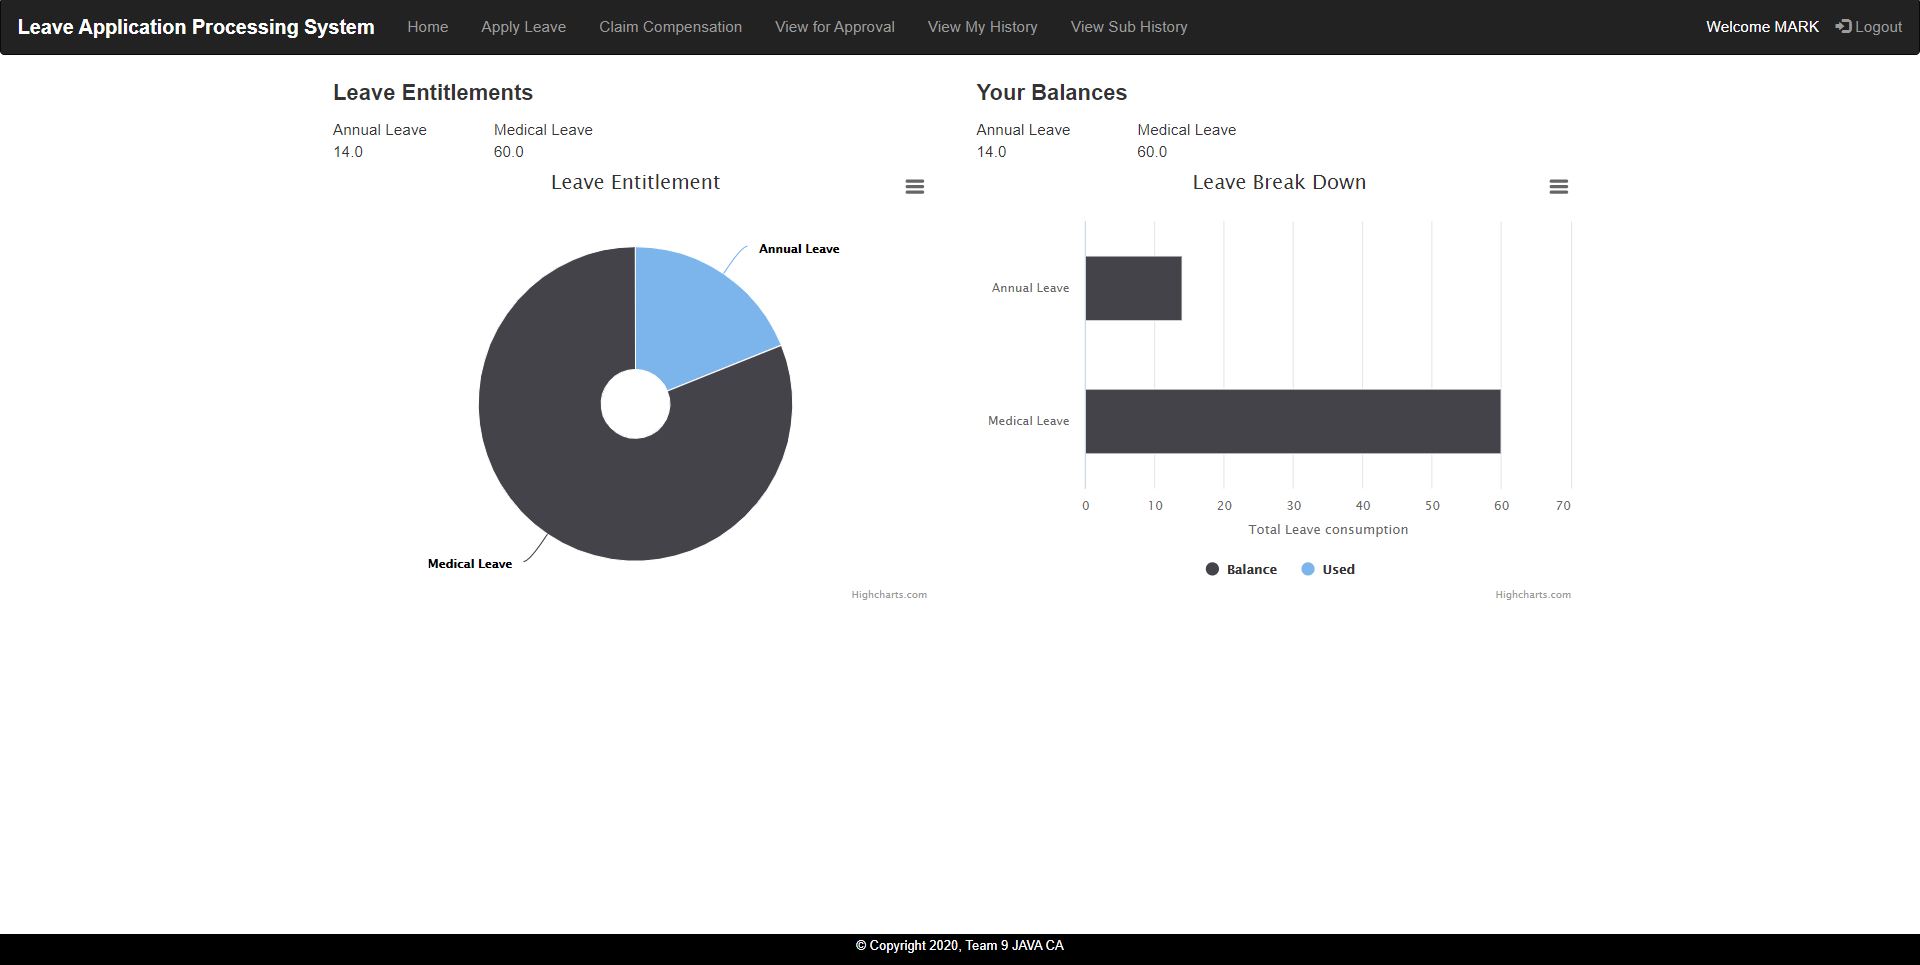 Leave Application Processing System Home Apply Leave Claim Compensation View for Approval View My History View Sub History Welcome MARK Logout
Leave Entitlements
Annual Leave Medical Leave
14.0 60.0
Leave Entitlement
Annual Leave
Medical Leave
Highcharts.com
Your Balances
Annual Leave Medical Leave
14.0 60.0
Leave Break Down
Annual Leave
Medical Leave
0 10 20 30 40 50 60 70
Total Leave consumption
Balance Used
Highcharts.com
© Copyright 2020, Team 9 JAVA CA